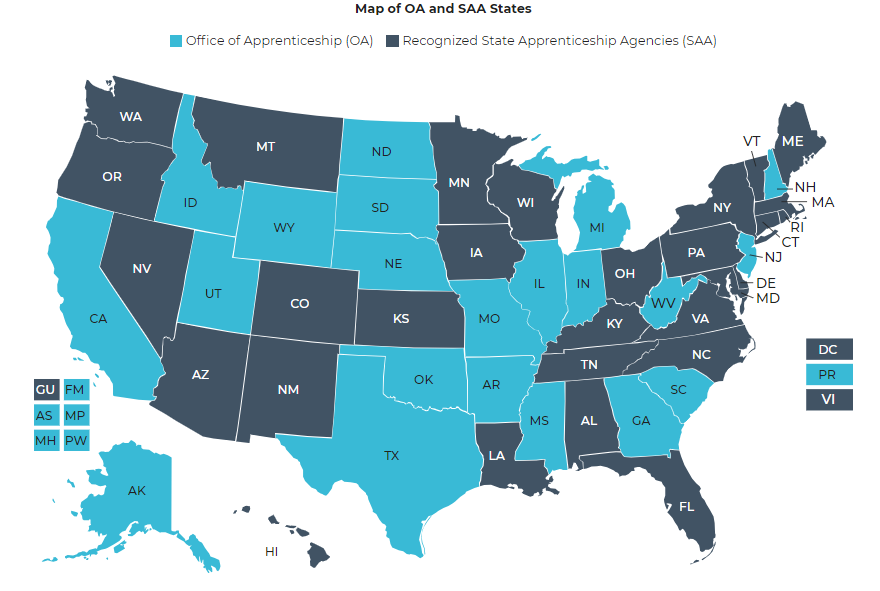 Map of OA and SAA States
Office of Apprenticeship (OA) Recognized State Apprenticeship Agencies (SAA)
WA
MT
ND
MN
VT
ME
OR
ID
SD
WI
NH
MA
NY
WY
MI
RI
CT
IA
PA
NJ
NV
NE
OH
UT
IL
IN
DE
MD
CO
WV
CA
KS
MO
KY
VA
DC
NC
AZ
TN
PR
NM
OK
AR
SC
VI
GU FM
AS MP
MH PW
MS
AL
GA
TX
LA
AK
FL
HI